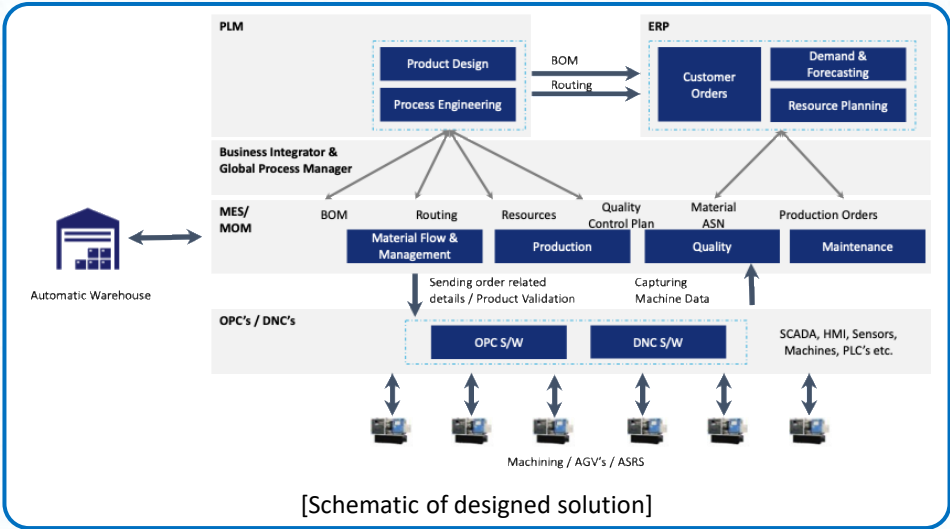 PLM
ERP
Product Design
Process Engineering
BOM
Routing
Customer
Orders
Demand &
Forecasting
Resource Planning
Business Integrator &
Global Process Manager
MES/
MOM
BOM
Routing
Resources
Quality
Control Plan
Material
ASN
Production Orders
Material Flow &
Management
Production
Quality
Maintenance
Automatic Warehouse
Sending order related
details / Product Validation
Capturing
Machine Data
OPC's / DNC's
OPC S/W
DNC S/W
SCADA, HMI, Sensors,
Machines, PLC's etc.
Machining / AGV's / ASRS
[Schematic of designed solution]